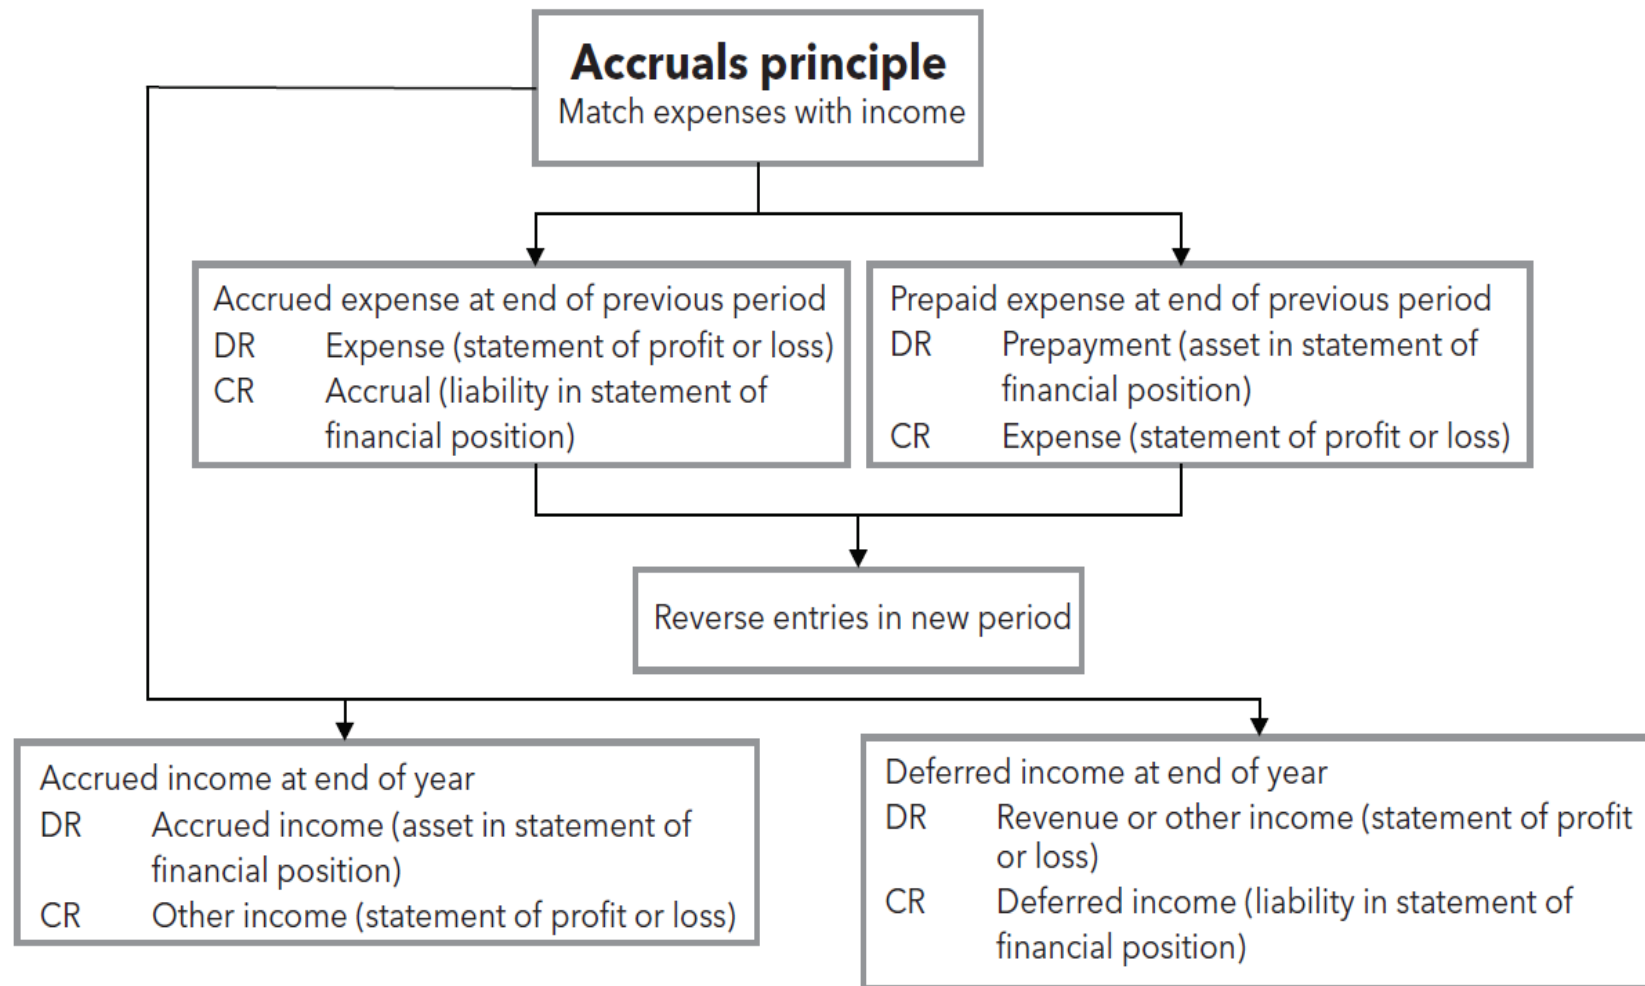 Accruals principle
Match expenses with income
Accrued expense at end of previous period
DR Expense (statement of profit or loss)
CR Accrual (liability in statement of
financial position)
Prepaid expense at end of previous period
DR Prepayment (asset in statement of
financial position)
CR Expense (statement of profit or loss)
Reverse entries in new period
Accrued income at end of year
DR Accrued income (asset in statement of
financial position)
CR Other income (statement of profit or loss)
Deferred income at end of year
DR Revenue or other income (statement of profit
or loss)
CR Deferred income (liability in statement of
financial position)